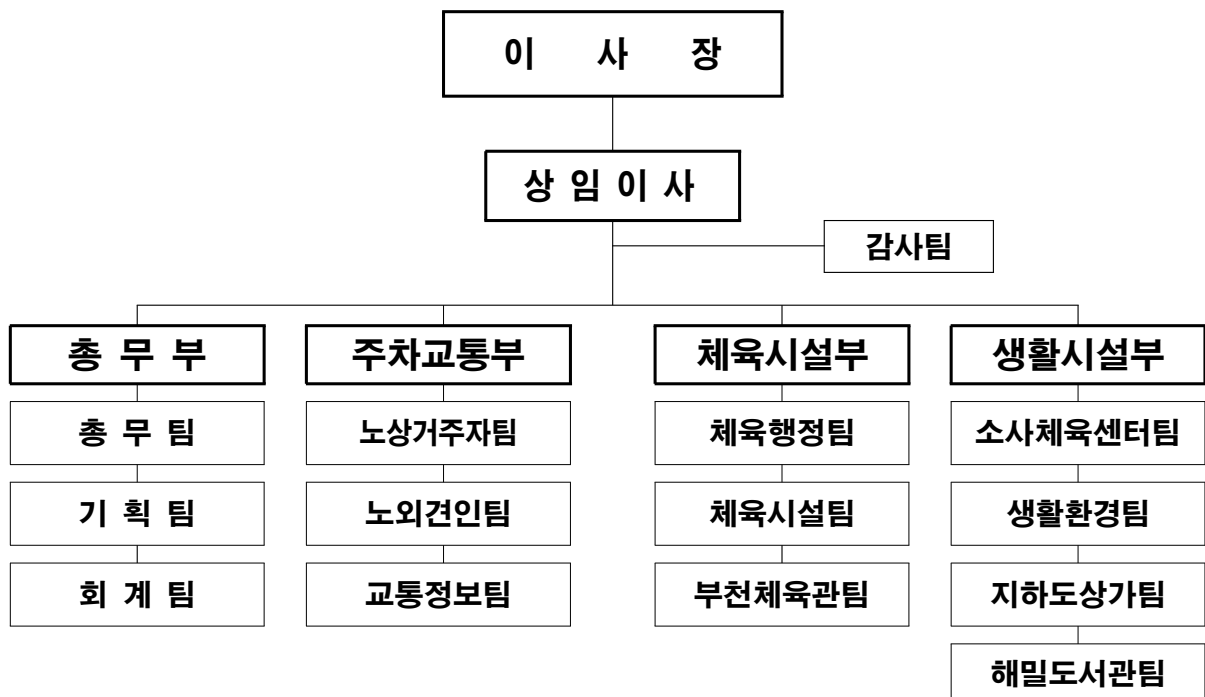 이 사 장
상 임 이 사
감사팀
총 무 부 주차교통부 체육시설부 생활시설부
총 무 팀 노상거주자팀 체육행정팀 소사체육센터팀
기 획 팀 노외견인팀 체육시설팀 생활환경팀
회 계 팀 교통정보팀 부천체육관팀 지하도상가팀
해밀도서관팀